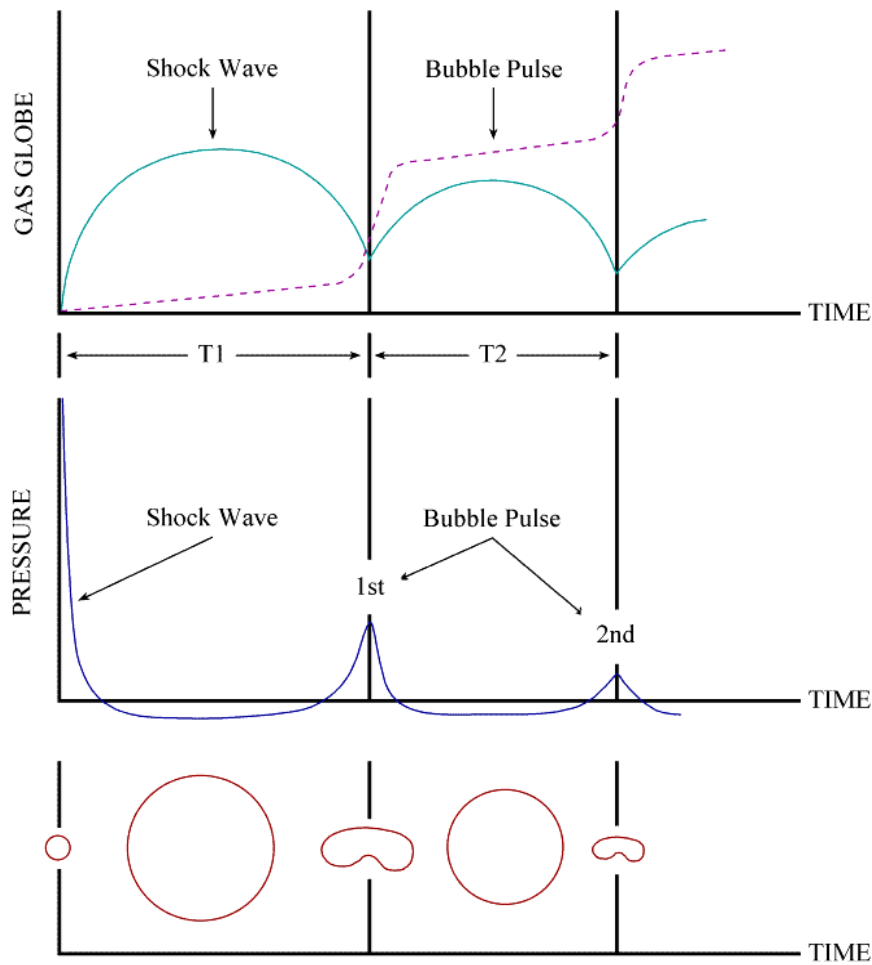 Shock Wave
Bubble Pulse
GAS GLOBE
TIME
T1
T2
Shock Wave
Bubble Pulse
PRESSURE
1st
2nd
TIME
TIME